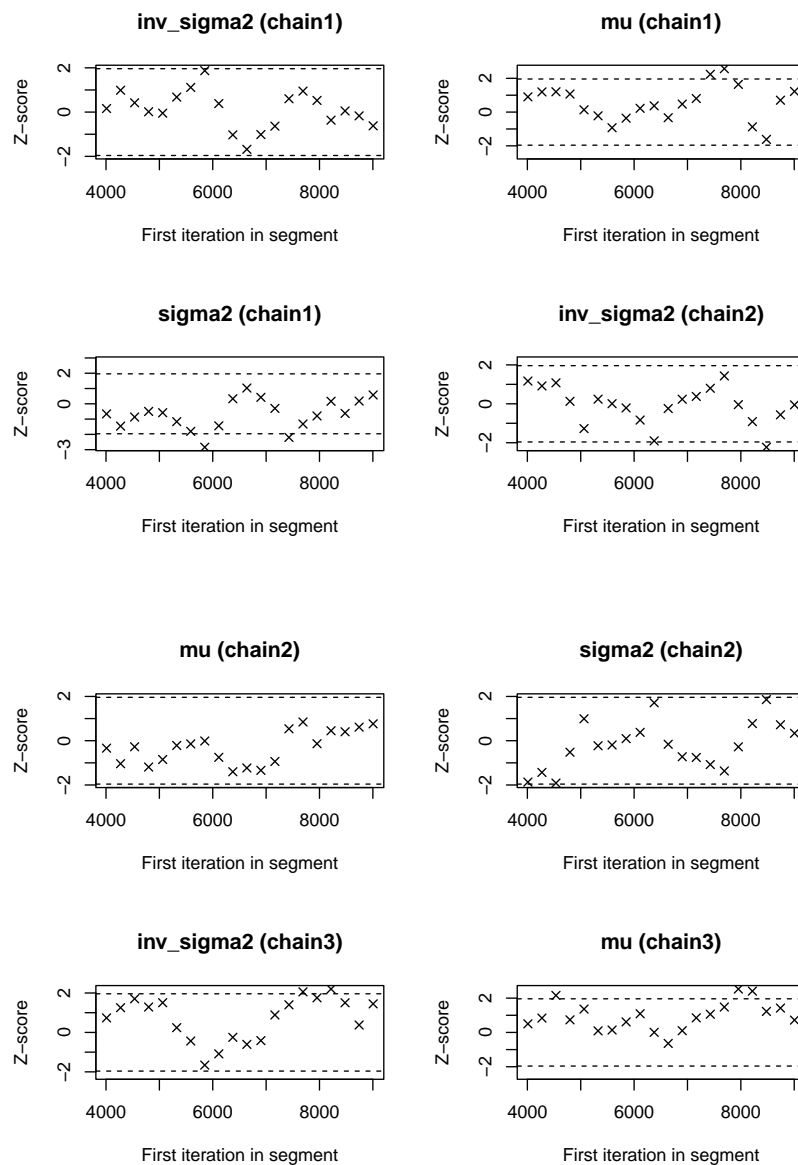 inv_sigma2 (chain1)
Z-score
2
0
−2
4000 6000 8000
First iteration in segment
mu (chain1)
Z-score
2
0
−2
4000 6000 8000
First iteration in segment
sigma2 (chain1)
Z-score
2
0
−3
4000 6000 8000
First iteration in segment
inv_sigma2 (chain2)
Z-score
2
0
−2
4000 6000 8000
First iteration in segment
mu (chain2)
Z-score
2
0
−2
4000 6000 8000
First iteration in segment
sigma2 (chain2)
Z-score
2
0
−2
4000 6000 8000
First iteration in segment
inv_sigma2 (chain3)
Z-score
2
0
−2
4000 6000 8000
First iteration in segment
mu (chain3)
Z-score
2
0
−2
4000 6000 8000
First iteration in segment